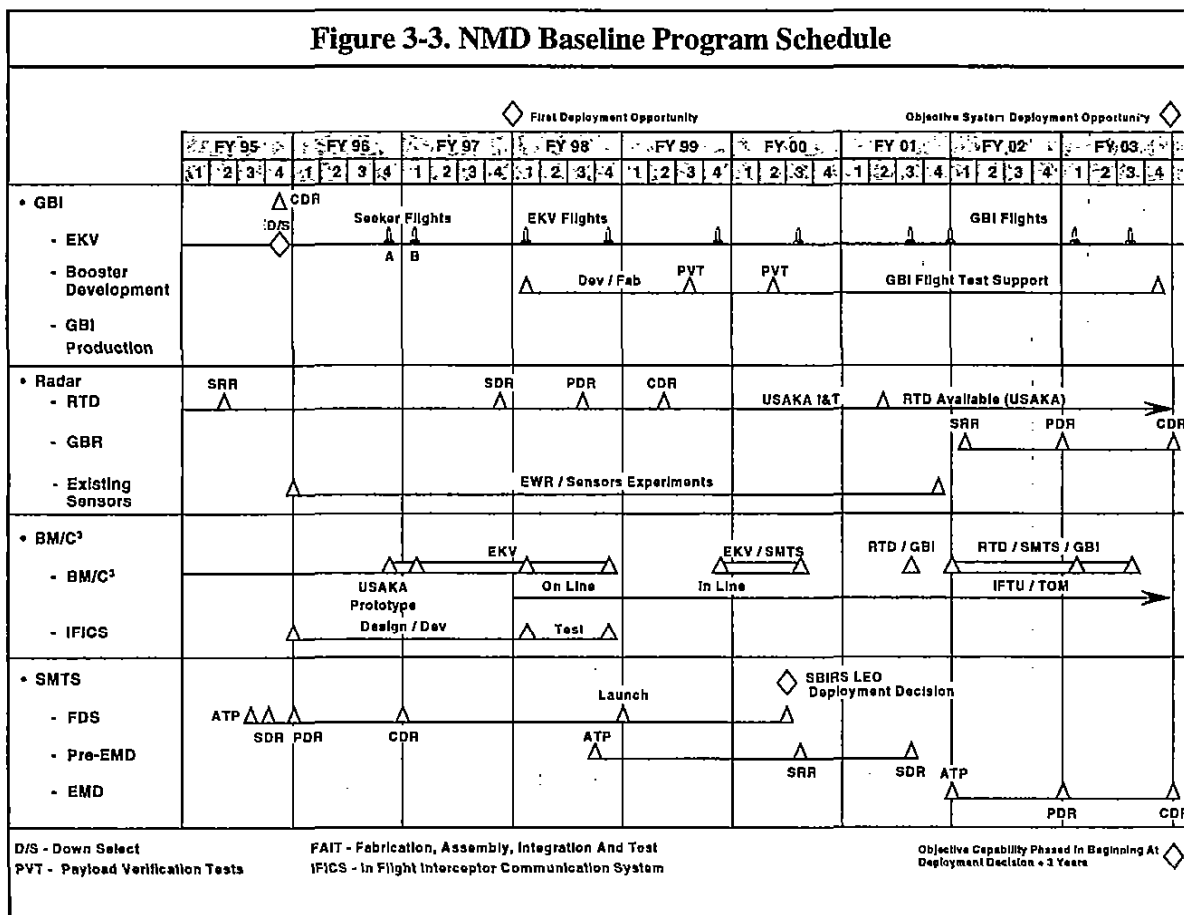 Figure 3-3. NMD Baseline Program Schedule
First Deployment Opportunity
Objective System Deployment Opportunity
FY 95 FY 96 FY 97 FY 98 FY 99 FY 00 FY 01 FY 02 FY 03
1 2 3 4 1 2 3 4 1 2 3 4 1 2 3 4 1 2 3 4 1 2 3 4 1 2 3 4 1 2 3 4 1 2 3 4
• GBI
CDR
D/S
Seeker Flights
EKV Flights
GBI Flights
- EKV
A B
- Booster
Development
Dev / Fab
PVT
PVT
GBI Flight Test Support
- GBI
Production
• Radar
SRR SDR PDR CDR
- RTD
USAKA I&T
RTD Available (USAKA)
- GBR
SRR PDR CDR
- Existing
Sensors
EWR / Sensors Experiments
• BM/C³
EKV
EKV / SMTS
RTD / GBI
RTD / SMTS / GBI
- BM/C³
USAKA
Prototype
On Line
In Line
IFTU / TOM
- IFICS
Design / Dev
Test
• SMTS
SBIRS LEO
Deployment Decision
Launch
- FDS
ATP
SDR PDR
CDR
- Pre-EMD
ATP
SRR
SDR
- EMD
ATP
PDR
CDR
D/S - Down Select
PVT - Payload Verification Tests
FAIT - Fabrication, Assembly, Integration And Test
IFICS - In Flight Interceptor Communication System
Objective Capability Phased In Beginning At
Deployment Decision + 3 Years